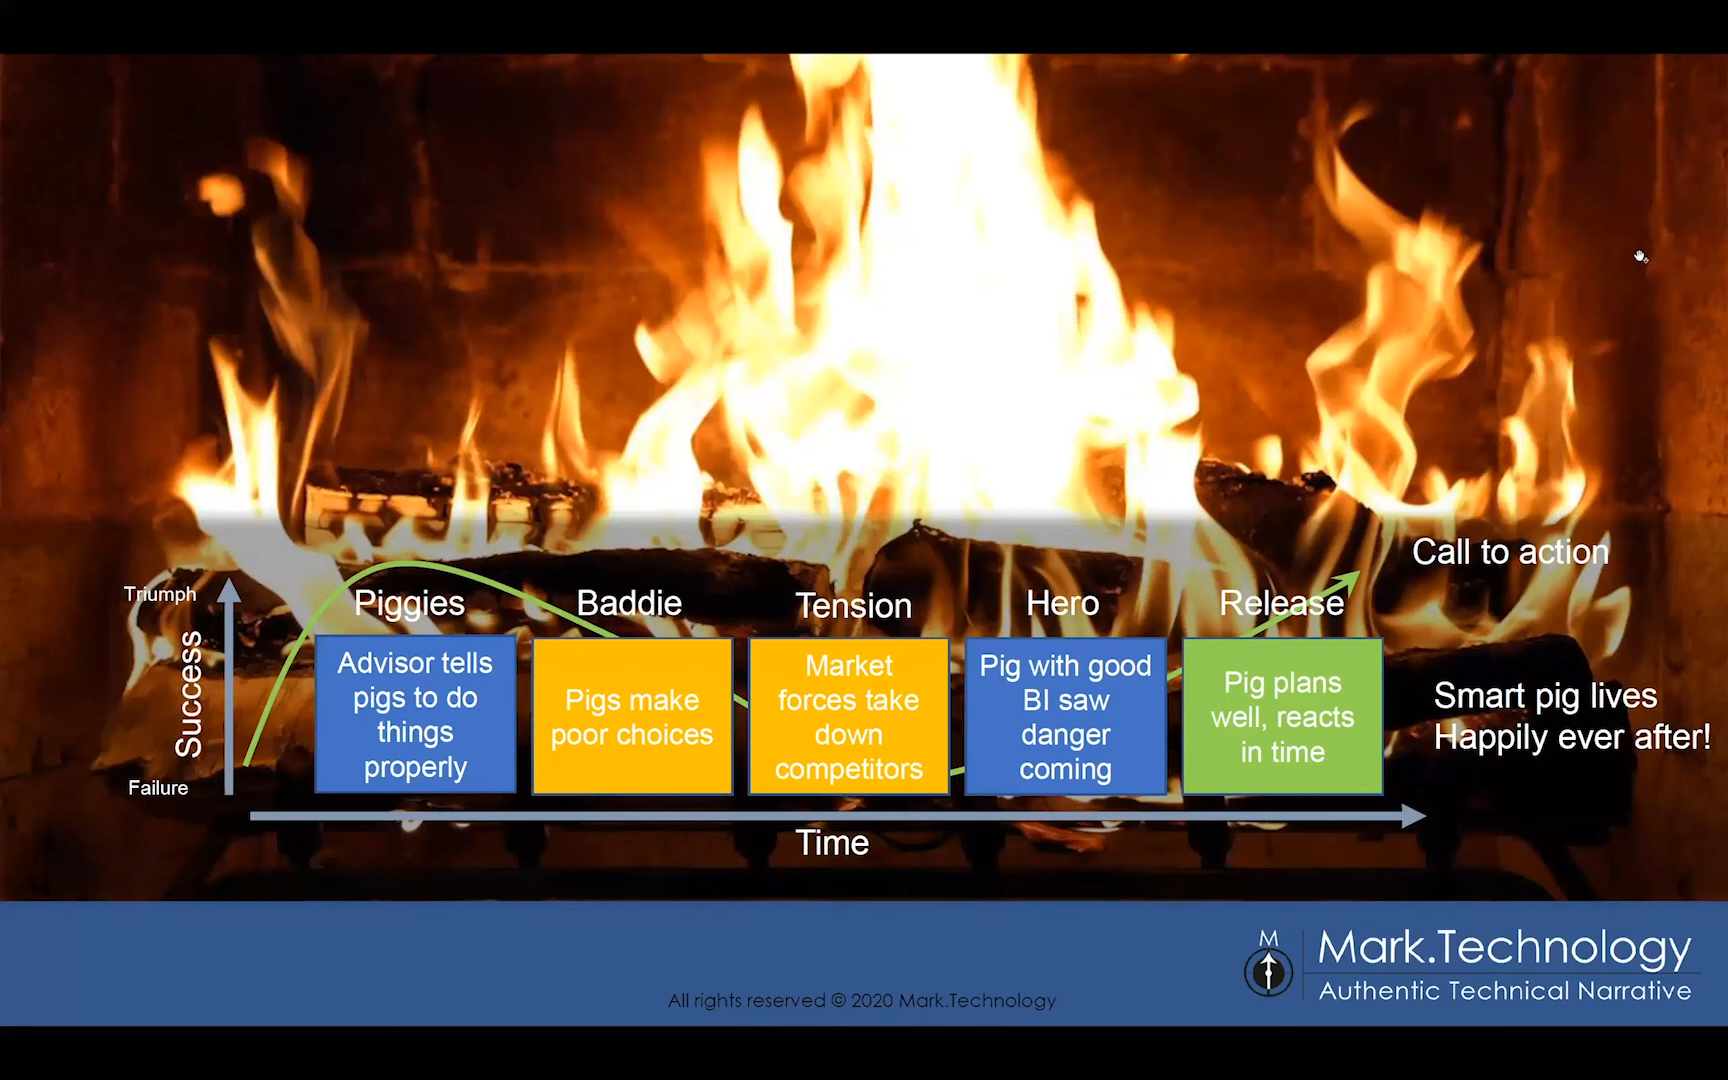 Call to action
Triumph
Success
Failure
Piggies
Baddie
Tension
Hero
Release
Advisor tells
pigs to do
things
properly
Pigs make
poor choices
Market
forces take
down
competitors
Pig with good
BI saw
danger
coming
Pig plans
well, reacts
in time
Smart pig lives
Happily ever after!
Time
M
Mark.Technology
Authentic Technical Narrative
All rights reserved © 2020 Mark.Technology